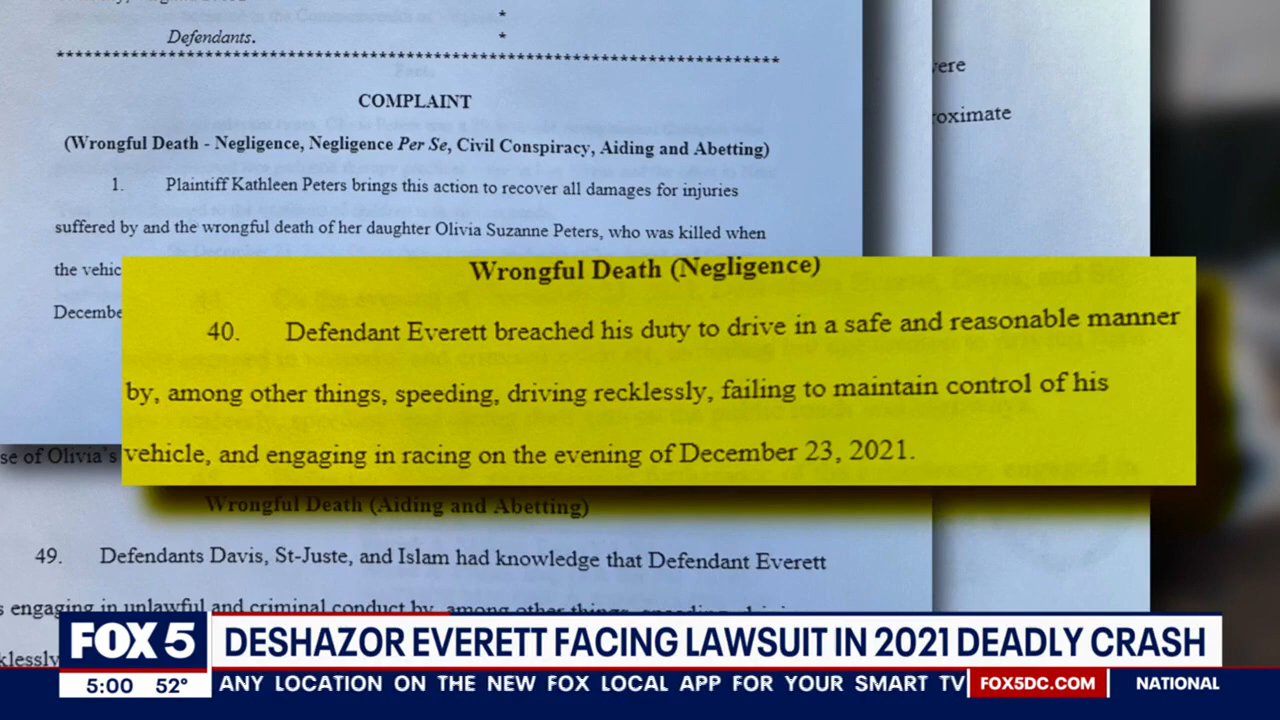 Defendants.
*
*
COMPLAINT
(Wrongful Death - Negligence, Negligence Per Se, Civil Conspiracy, Aiding and Abetting)
1. Plaintiff Kathleen Peters brings this action to recover all damages for injuries
suffered by and the wrongful death of her daughter Olivia Suzanne Peters, who was killed when
the vehic
Decembe
ere
oximate
Wrongful Death (Negligence)
40. Defendant Everett breached his duty to drive in a safe and reasonable manner
by, among other things, speeding, driving recklessly, failing to maintain control of his
vehicle, and engaging in racing on the evening of December 23, 2021.
se of Olivia's
Wrongful Death (Aiding and Abetting)
49. Defendants Davis, St-Juste, and Islam had knowledge that Defendant Everett
s engaging in unlawful and criminal conduct by, among other things, speeding,
klessly
FOX 5
DESHAZOR EVERETT FACING LAWSUIT IN 2021 DEADLY CRASH
5:00 52°
ANY LOCATION ON THE NEW FOX LOCAL APP FOR YOUR SMART TV
FOX5DC.COM
NATIONAL